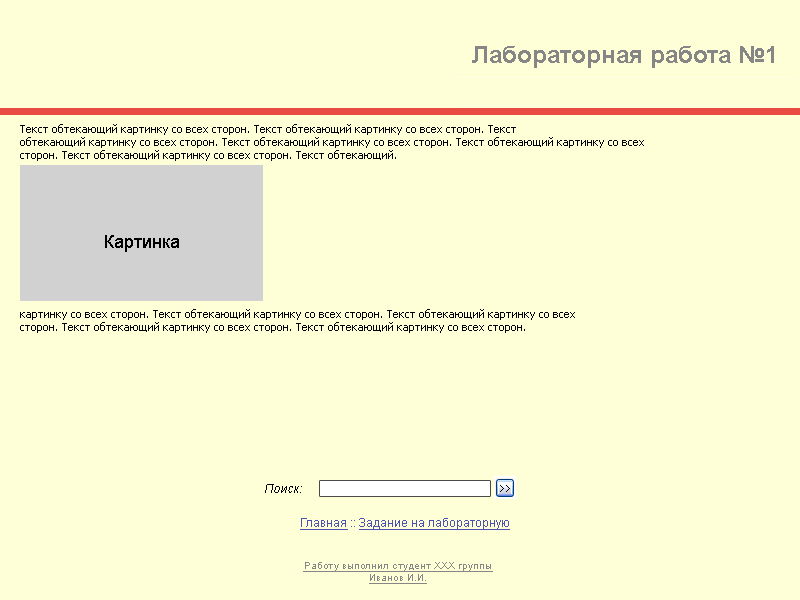 Лабораторная работа №1
Текст обтекающий картинку со всех сторон. Текст обтекающий картинку со всех сторон. Текст
обтекающий картинку со всех сторон. Текст обтекающий картинку со всех сторон. Текст обтекающий картинку со всех
сторон. Текст обтекающий картинку со всех сторон. Текст обтекающий.
Картинка
картинку со всех сторон. Текст обтекающий картинку со всех сторон. Текст обтекающий картинку со всех
сторон. Текст обтекающий картинку со всех сторон. Текст обтекающий картинку со всех сторон.
Поиск: >>
Главная :: Задание на лабораторную
Работу выполнил студент XXX группы
Иванов И.И.